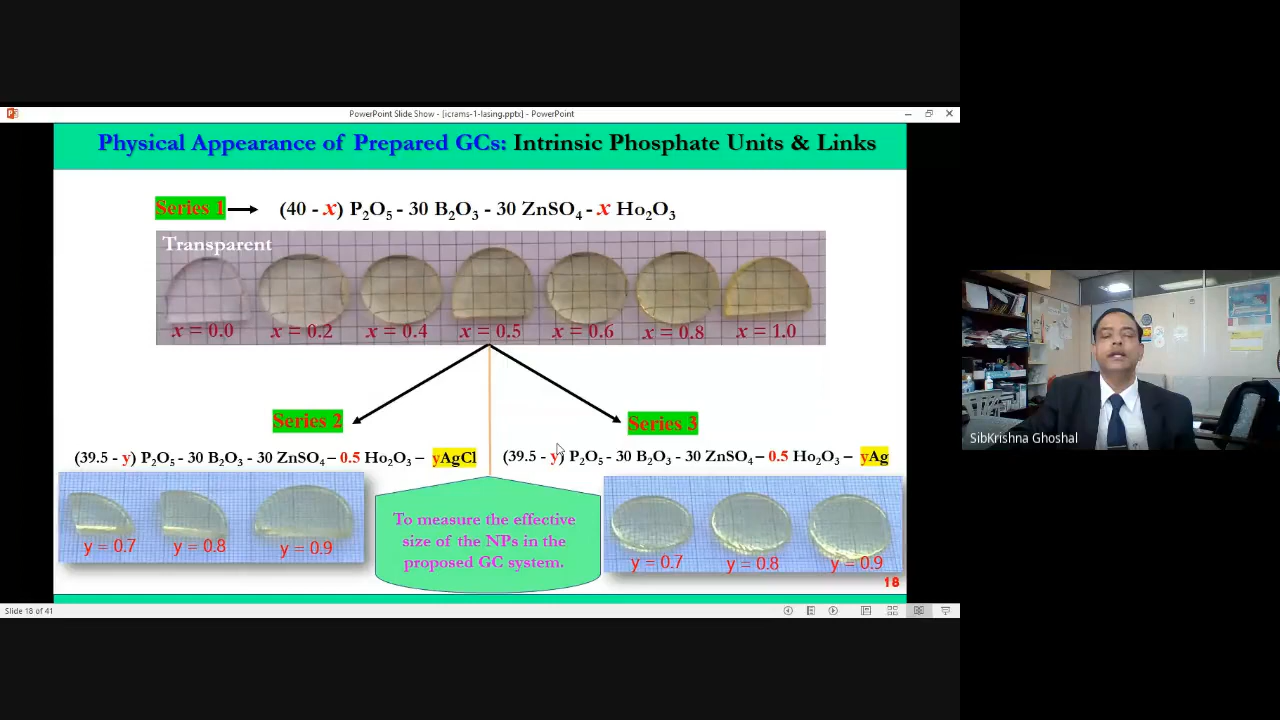 PowerPoint Slide Show - [icrams-1-lasing.pptx] - PowerPoint
Physical Appearance of Prepared GCs: Intrinsic Phosphate Units & Links
Series 1 (40 - x) P2O5 - 30 B2O3 - 30 ZnSO4 - x Ho2O3
Transparent
x = 0.0 x = 0.2 x = 0.4 x = 0.5 x = 0.6 x = 0.8 x = 1.0
Series 2
Series 3
(39.5 - y) P2O5 - 30 B2O3 - 30 ZnSO4 – 0.5 Ho2O3 – yAgCl
(39.5 - y) P2O5 - 30 B2O3 - 30 ZnSO4 – 0.5 Ho2O3 – yAg
y = 0.7 y = 0.8 y = 0.9
To measure the effective
size of the NPs in the
proposed GC system.
y = 0.7 y = 0.8 y = 0.9
18
Slide 18 of 41
SibKrishna Ghoshal